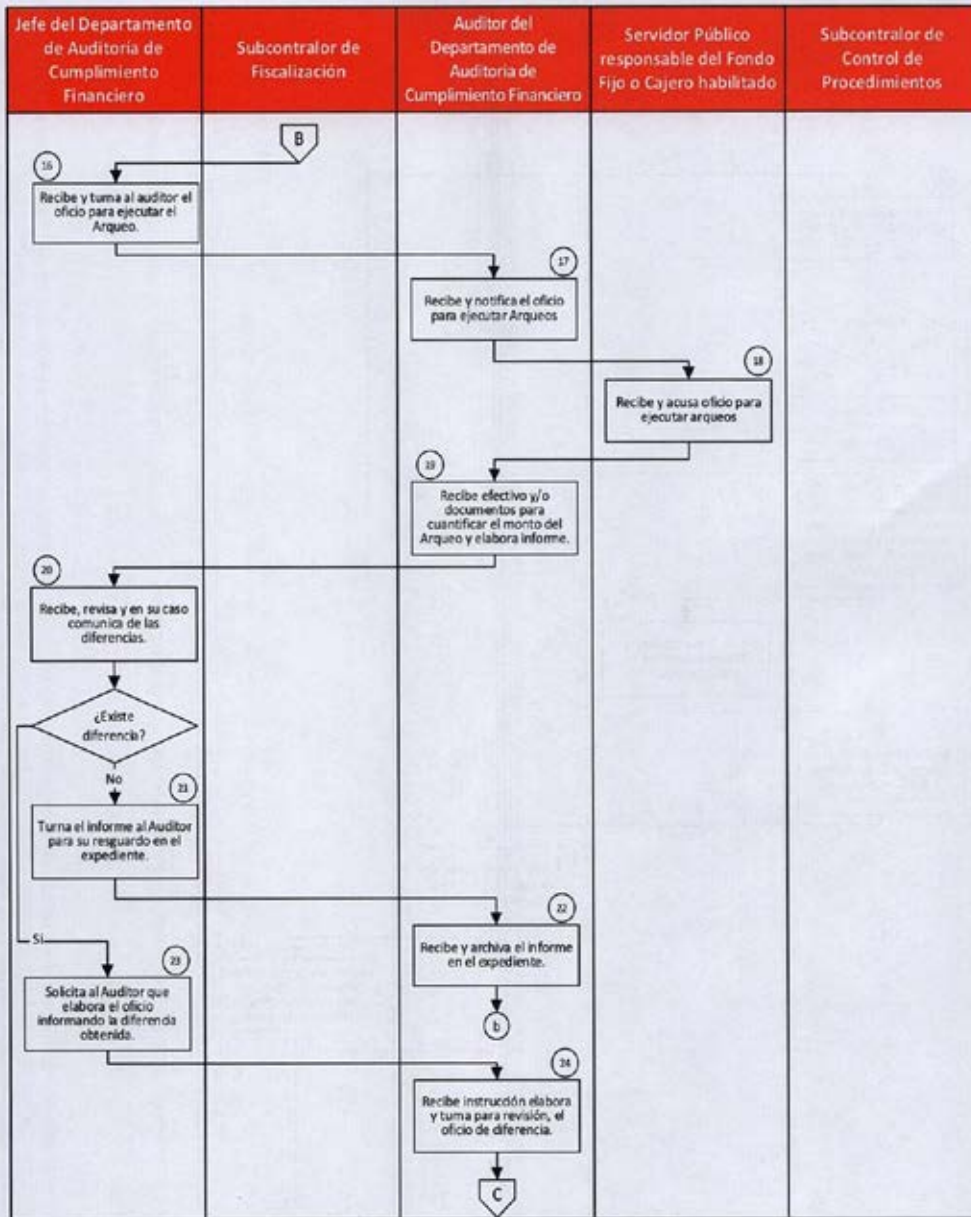 Jefe del Departamento
de Auditoría de
Cumplimiento
Financiero
Subcontralor de
Fiscalización
Auditor del
Departamento de
Auditoría de
Cumplimiento Financiero
Servidor Público
responsable del Fondo
Fijo o Cajero habilitado
Subcontralor de
Control de
Procedimientos
B
16
Recibe y turna al auditor el
oficio para ejecutar el
Arqueo.
17
Recibe y notifica el oficio
para ejecutar Arqueos
18
Recibe y acusa oficio para
ejecutar arqueos
19
Recibe efectivo y/o
documentos para
cuantificar el monto del
Arqueo y elabora informe.
20
Recibe, revisa y en su caso
comunica de las
diferencias.
¿Existe
diferencia?
No
21
Turna el informe al Auditor
para su resguardo en el
expediente.
22
Recibe y archiva el informe
en el expediente.
b
Si
23
Solicita al Auditor que
elabora el oficio
informando la diferencia
obtenida.
24
Recibe instrucción elabora
y turna para revisión, el
oficio de diferencia.
C